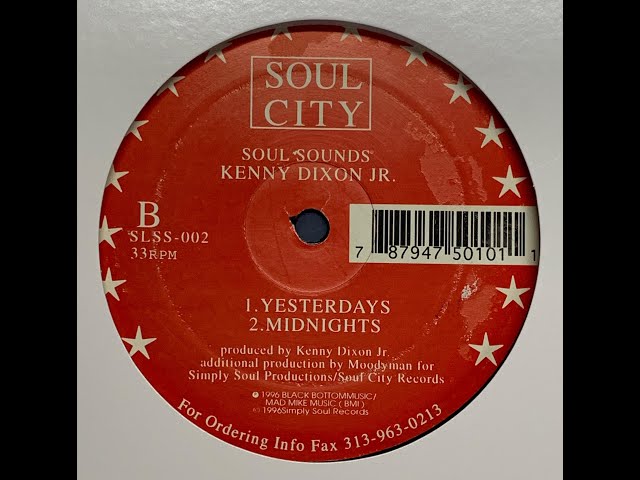 SOUL
CITY
SOUL SOUNDS
KENNY DIXON JR.
B
SLSS-002
33RPM
7 87947 50101 1
1.YESTERDAYS
2.MIDNIGHTS
produced by Kenny Dixon Jr.
additional production by Moodyman for
Simply Soul Productions/Soul City Records
℗ 1996 BLACK BOTTOMMUSIC/
MAD MIKE MUSIC ( BMI )
© 1996Simply Soul Records
For Ordering Info Fax 313-963-0213